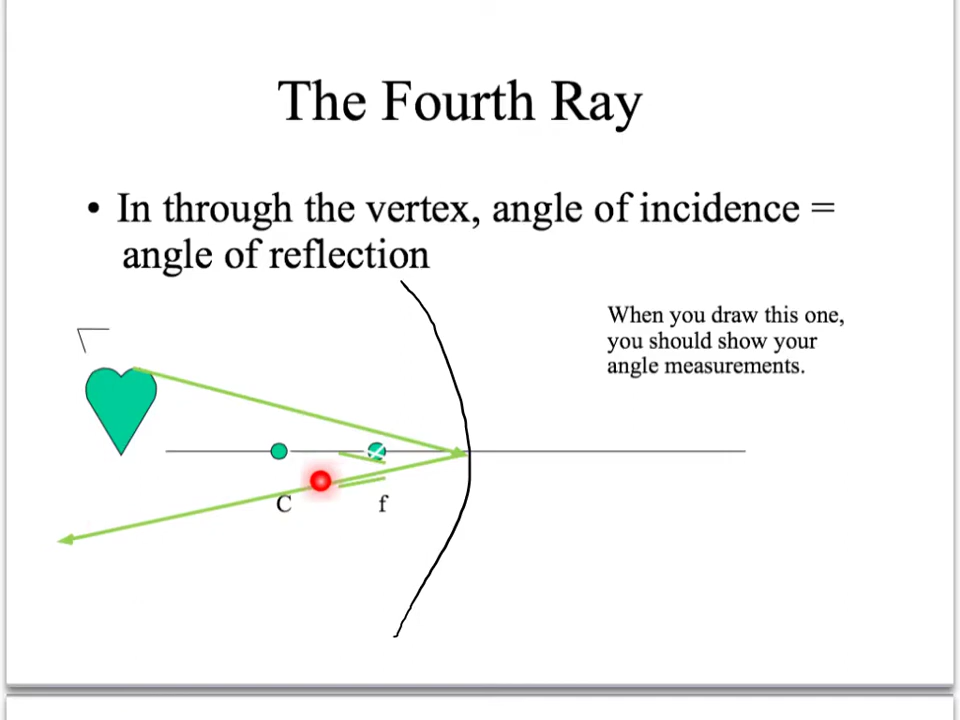 The Fourth Ray
• In through the vertex, angle of incidence =
angle of reflection
When you draw this one,
you should show your
angle measurements.
C
f